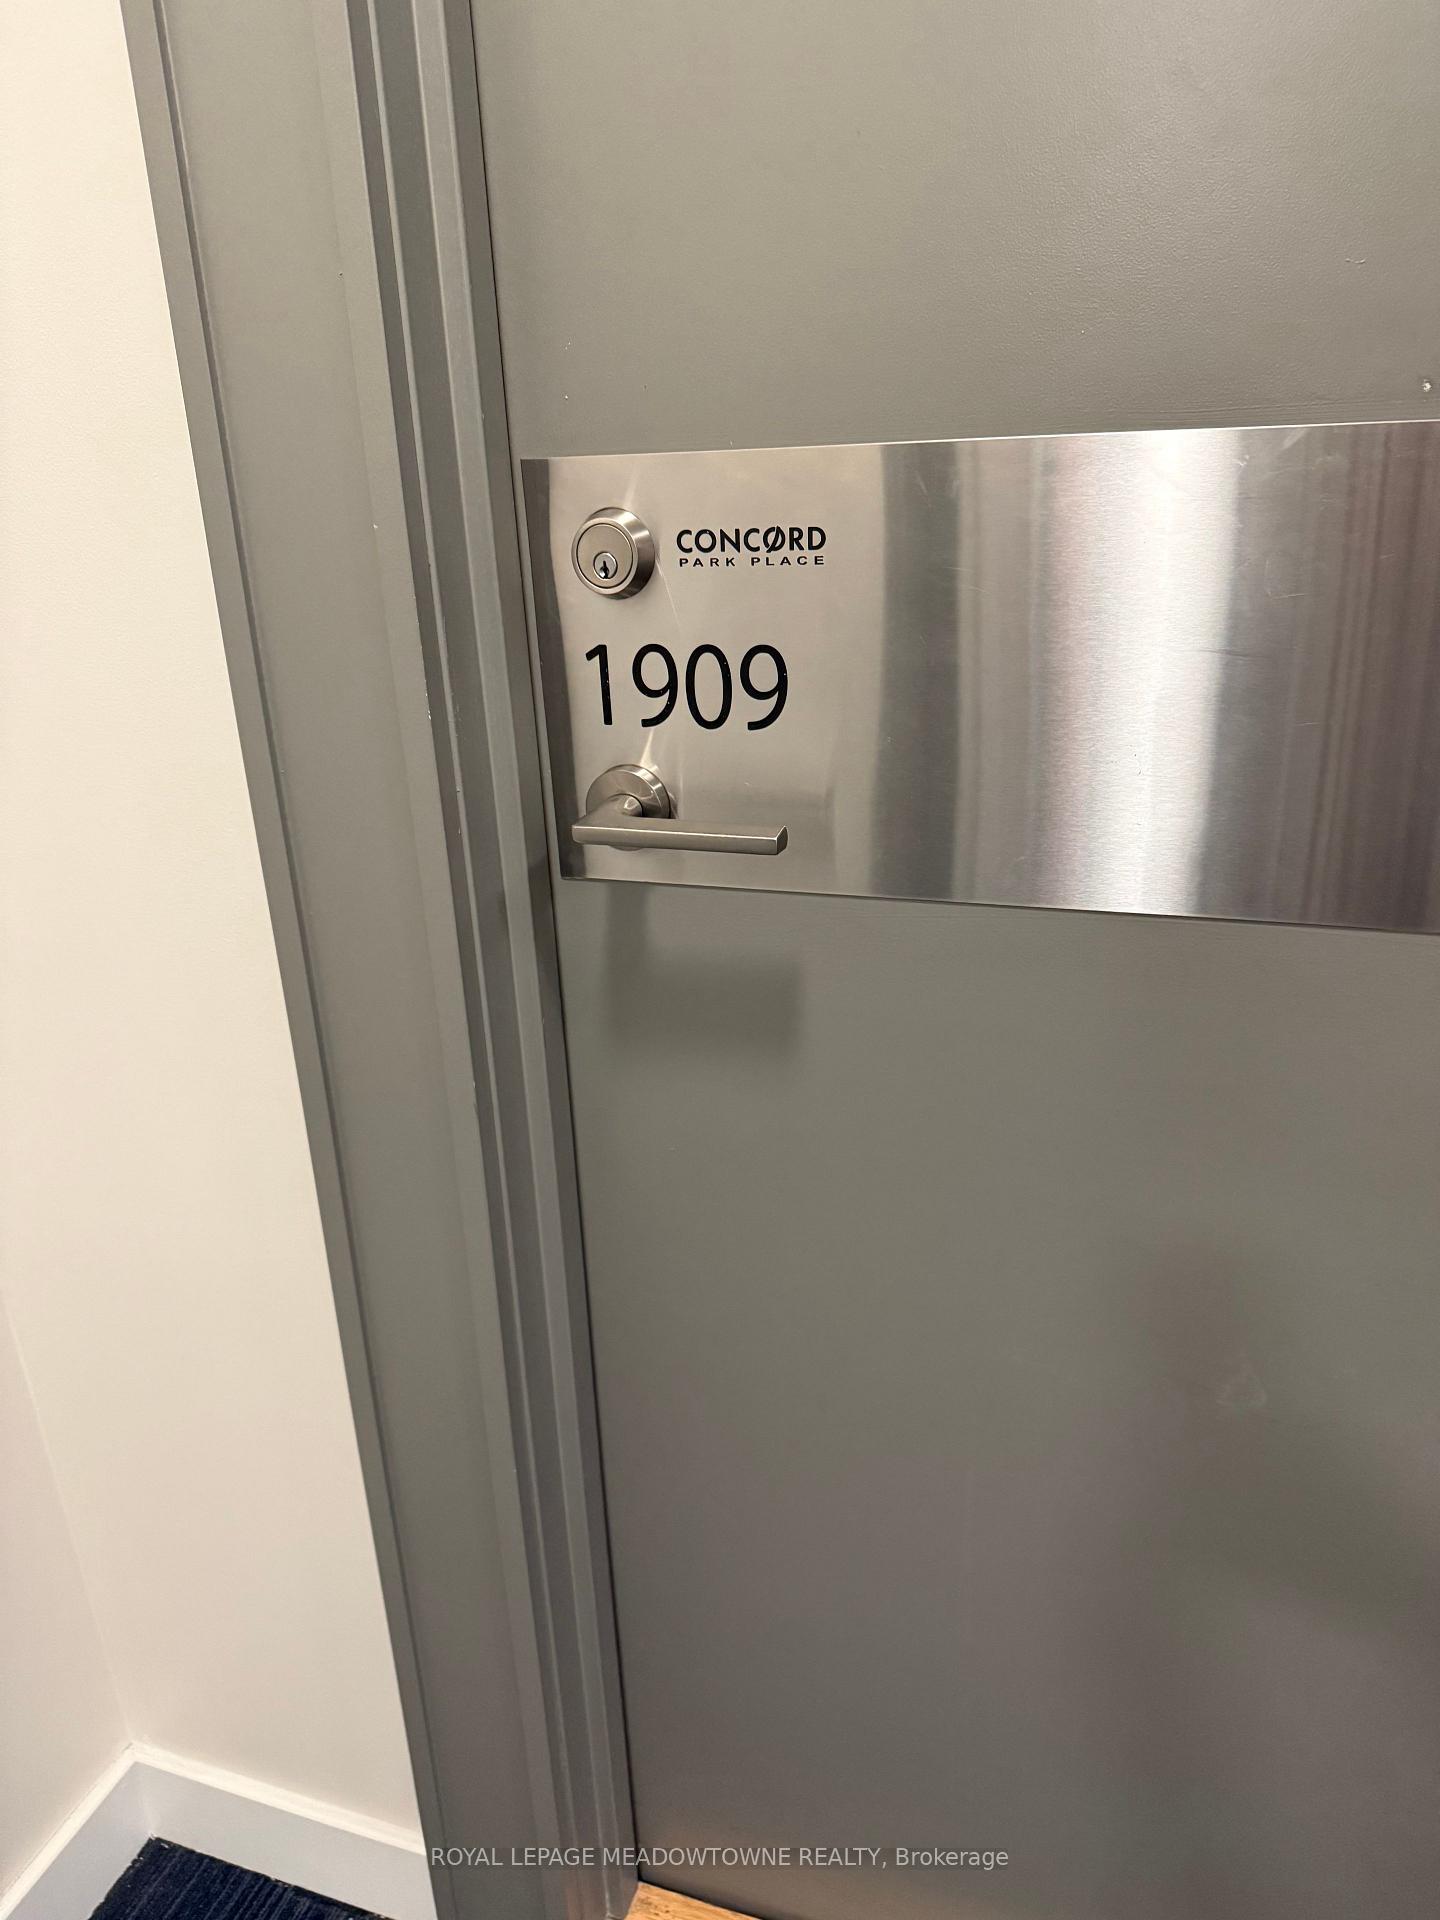 CONCØRD
PARK PLACE
1909
ROYAL LEPAGE MEADOWTOWNE REALTY, Brokerage